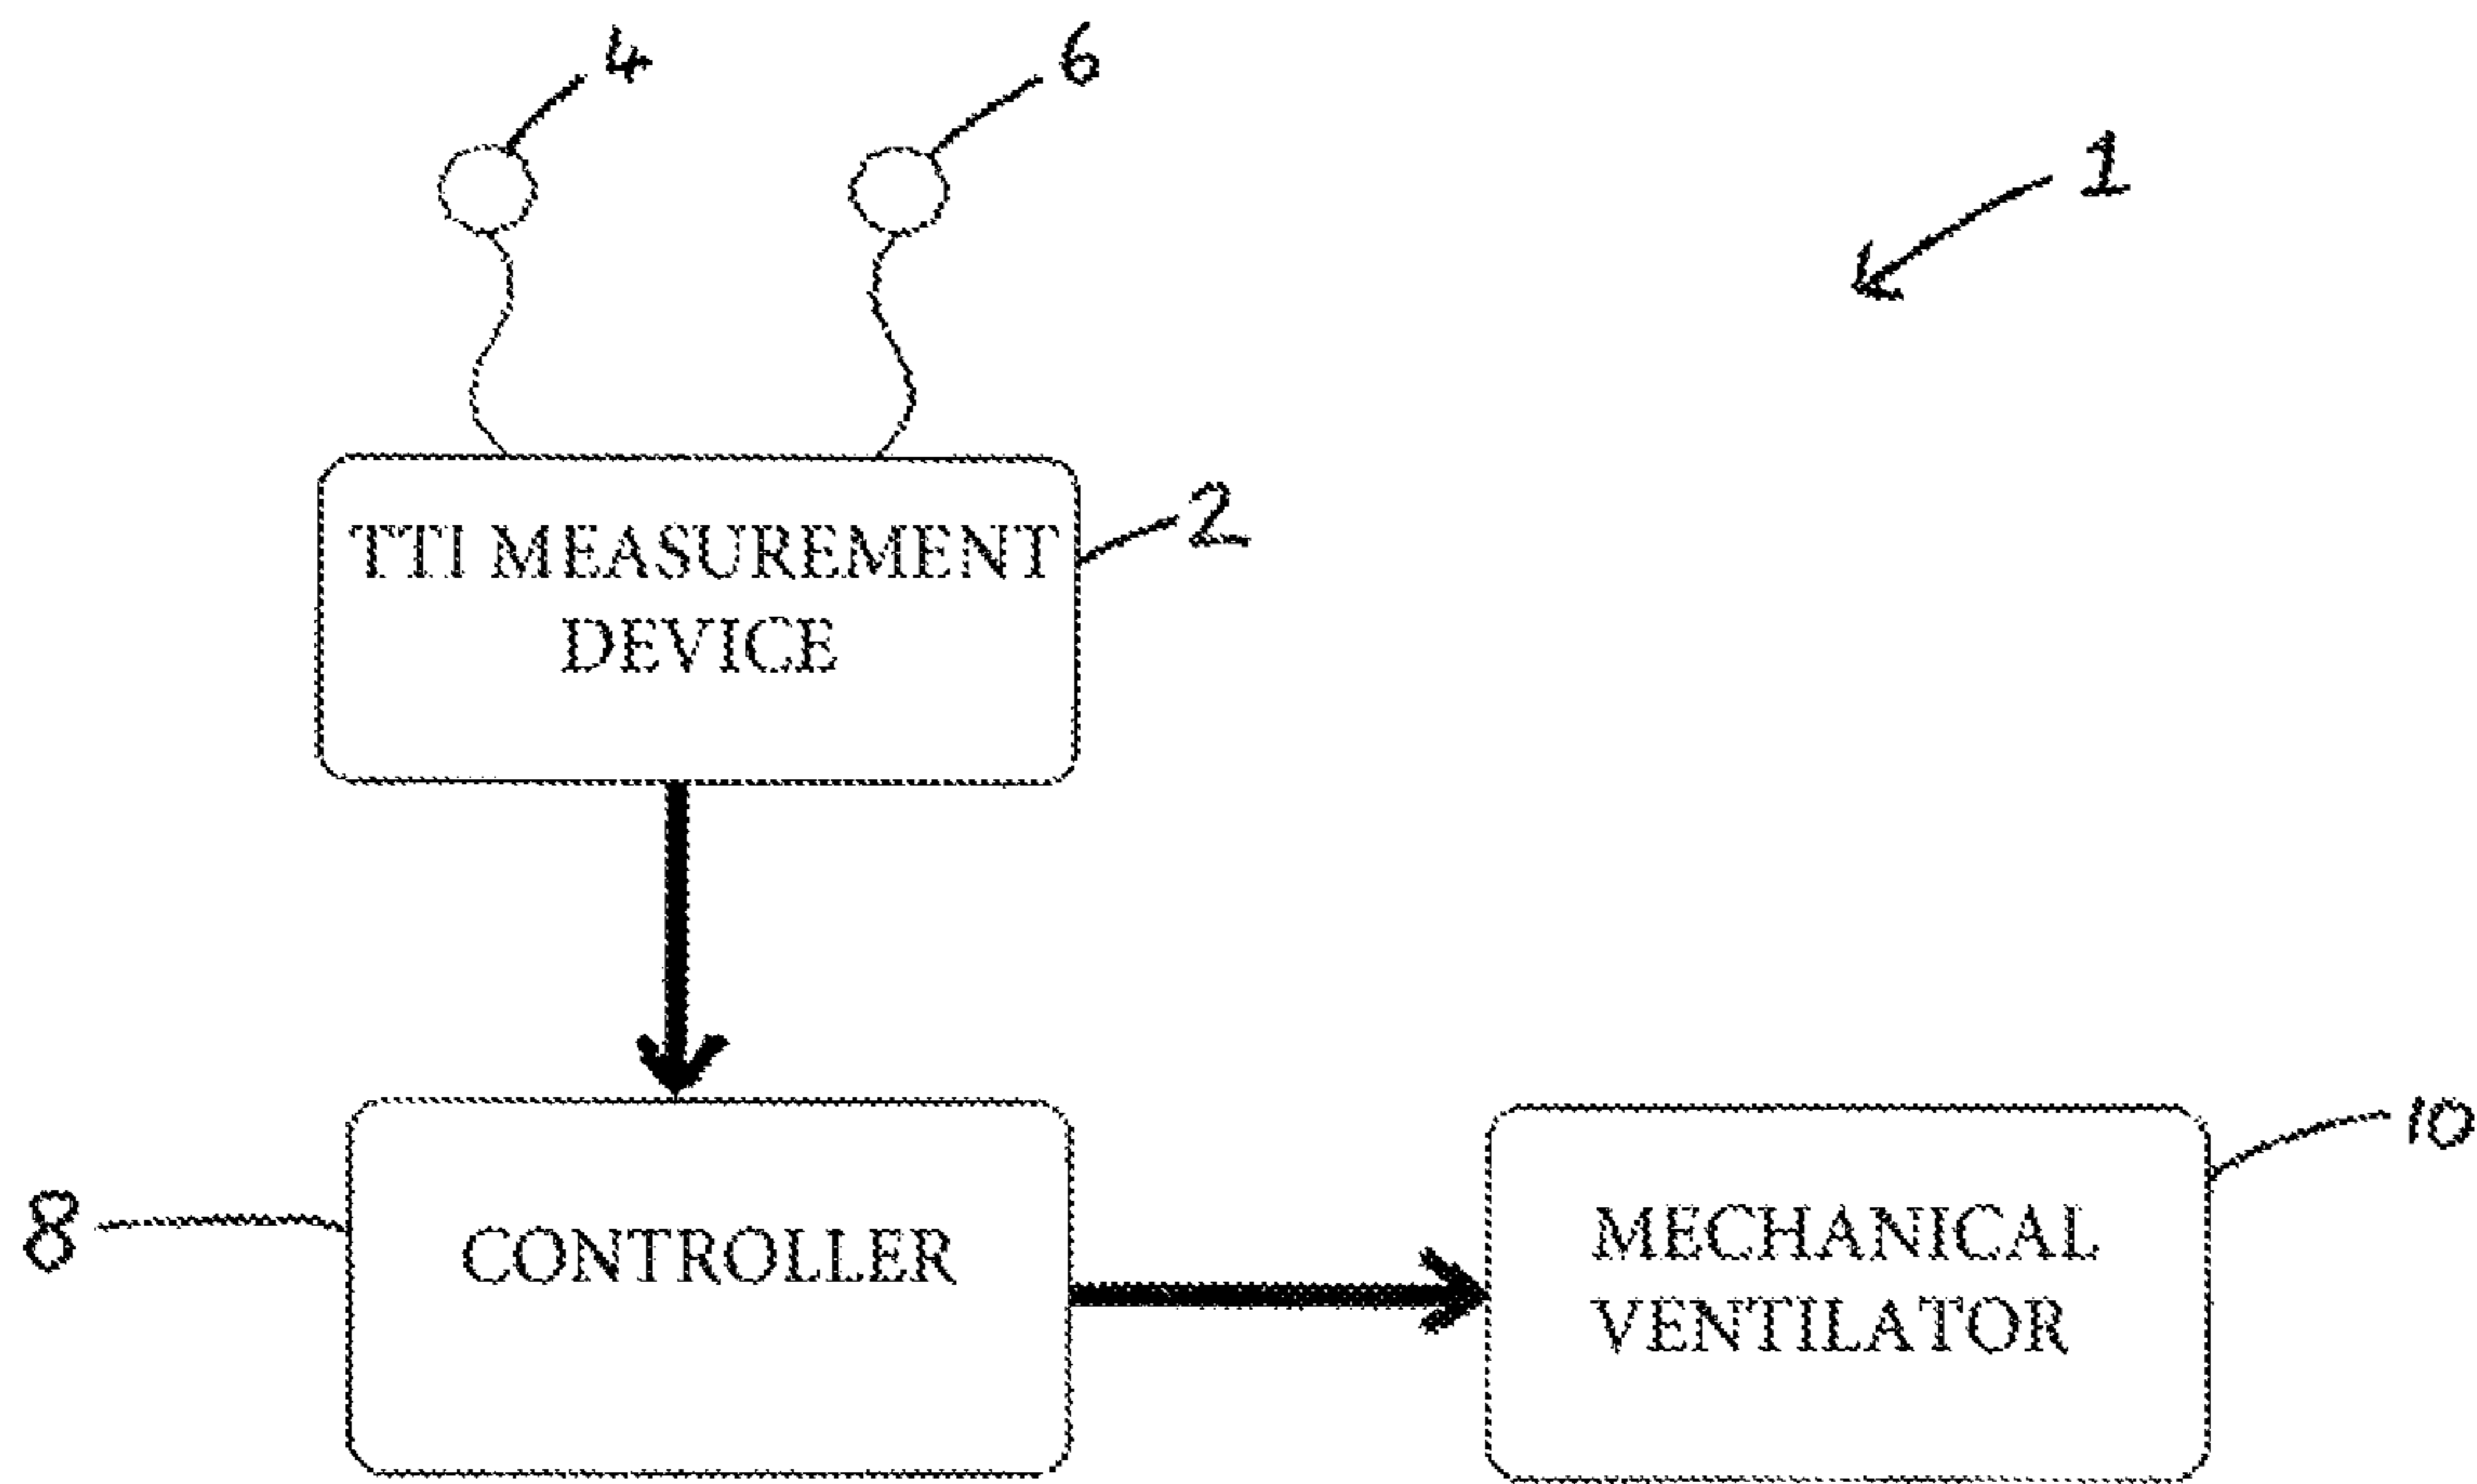 4
6
1
TTI MEASUREMENT
DEVICE
2
8
CONTROLLER
MECHANICAL
VENTILATOR
10